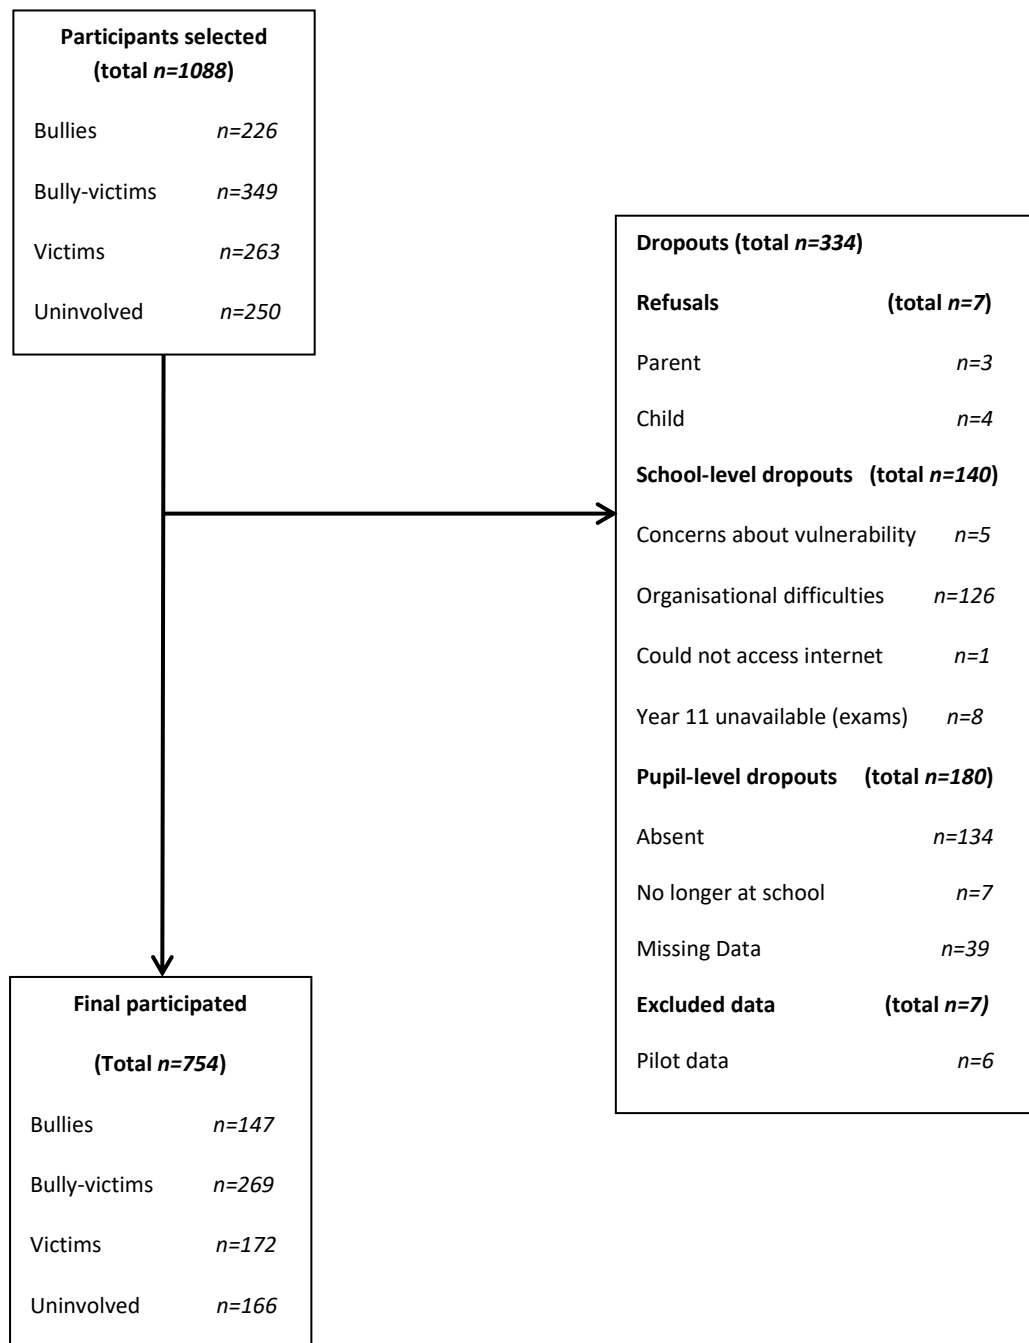 Participants selected
(total n=1088)
Bullies n=226
Bully-victims n=349
Victims n=263
Uninvolved n=250
Dropouts (total n=334)
Refusals (total n=7)
Parent n=3
Child n=4
School-level dropouts (total n=140)
Concerns about vulnerability n=5
Organisational difficulties n=126
Could not access internet n=1
Year 11 unavailable (exams) n=8
Pupil-level dropouts (total n=180)
Absent n=134
No longer at school n=7
Missing Data n=39
Excluded data (total n=7)
Pilot data n=6
Final participated
(Total n=754)
Bullies n=147
Bully-victims n=269
Victims n=172
Uninvolved n=166